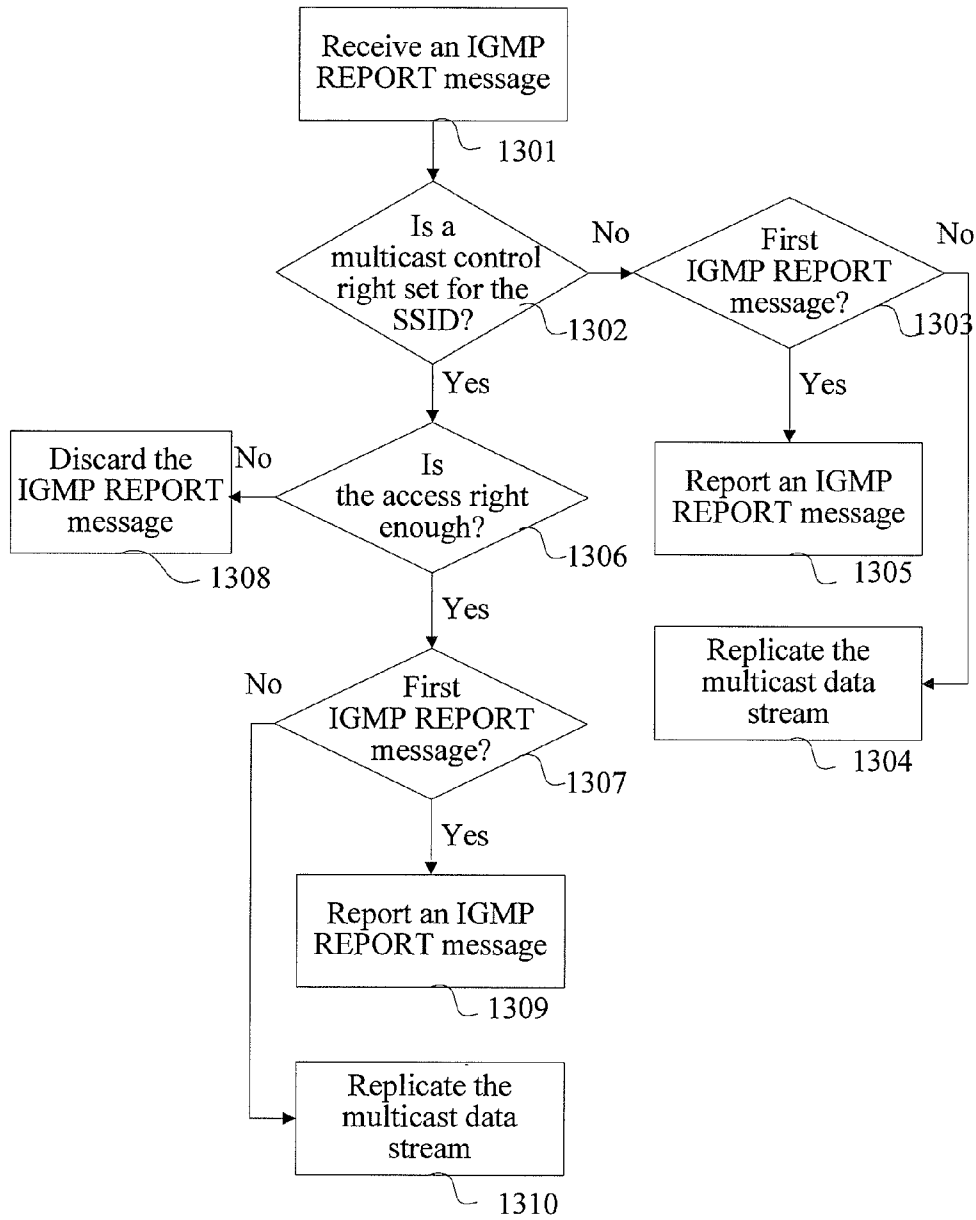 Receive an IGMP
REPORT message
1301
Is a
multicast control
right set for the
SSID?
1302
No
First
IGMP REPORT
message?
1303
No
Yes
Yes
Report an IGMP
REPORT message
1305
Discard the
IGMP REPORT
message
1308
No
Is
the access right
enough?
1306
Yes
Replicate the
multicast data
stream
1304
No
First
IGMP REPORT
message?
1307
Yes
Report an IGMP
REPORT message
1309
Replicate the
multicast data
stream
1310